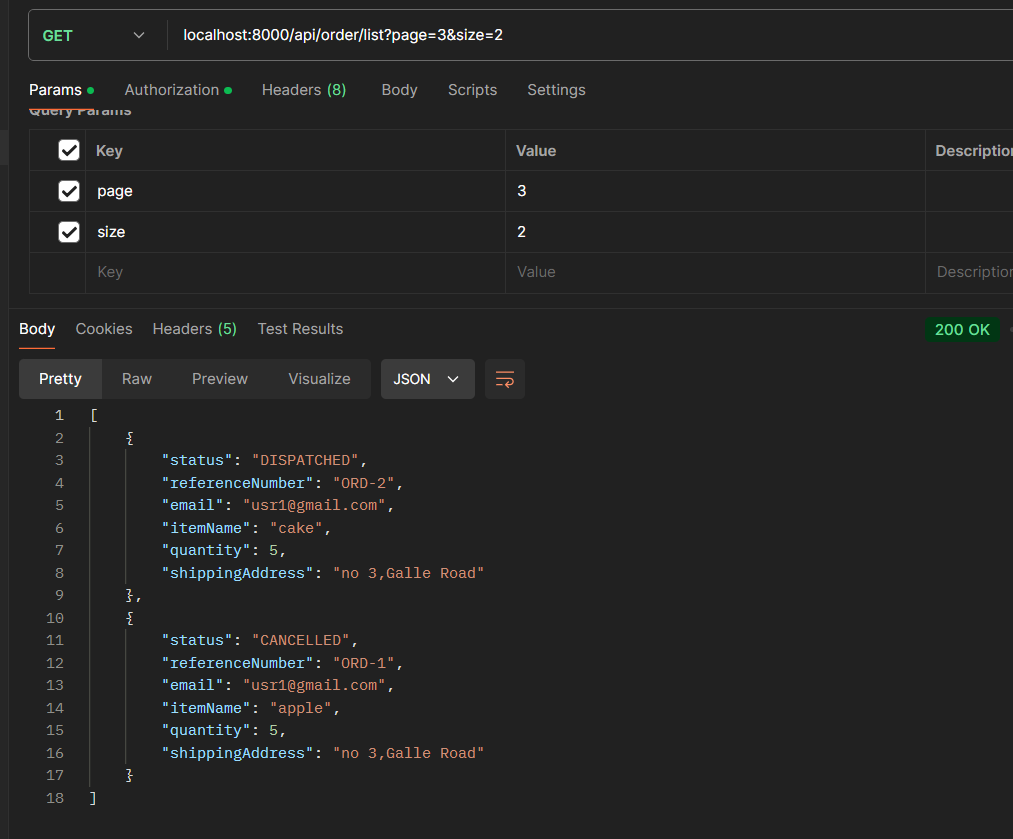 GET localhost:8000/api/order/list?page=3&size=2
Params Authorization Headers (8) Body Scripts Settings
Query Params
Key Value Description
page 3
size 2
Key Value Description
Body Cookies Headers (5) Test Results 200 OK
Pretty Raw Preview Visualize JSON
1 [
2 {
3 "status": "DISPATCHED",
4 "referenceNumber": "ORD-2",
5 "email": "usr1@gmail.com",
6 "itemName": "cake",
7 "quantity": 5,
8 "shippingAddress": "no 3,Galle Road"
9 },
10 {
11 "status": "CANCELLED",
12 "referenceNumber": "ORD-1",
13 "email": "usr1@gmail.com",
14 "itemName": "apple",
15 "quantity": 5,
16 "shippingAddress": "no 3,Galle Road"
17 }
18 ]